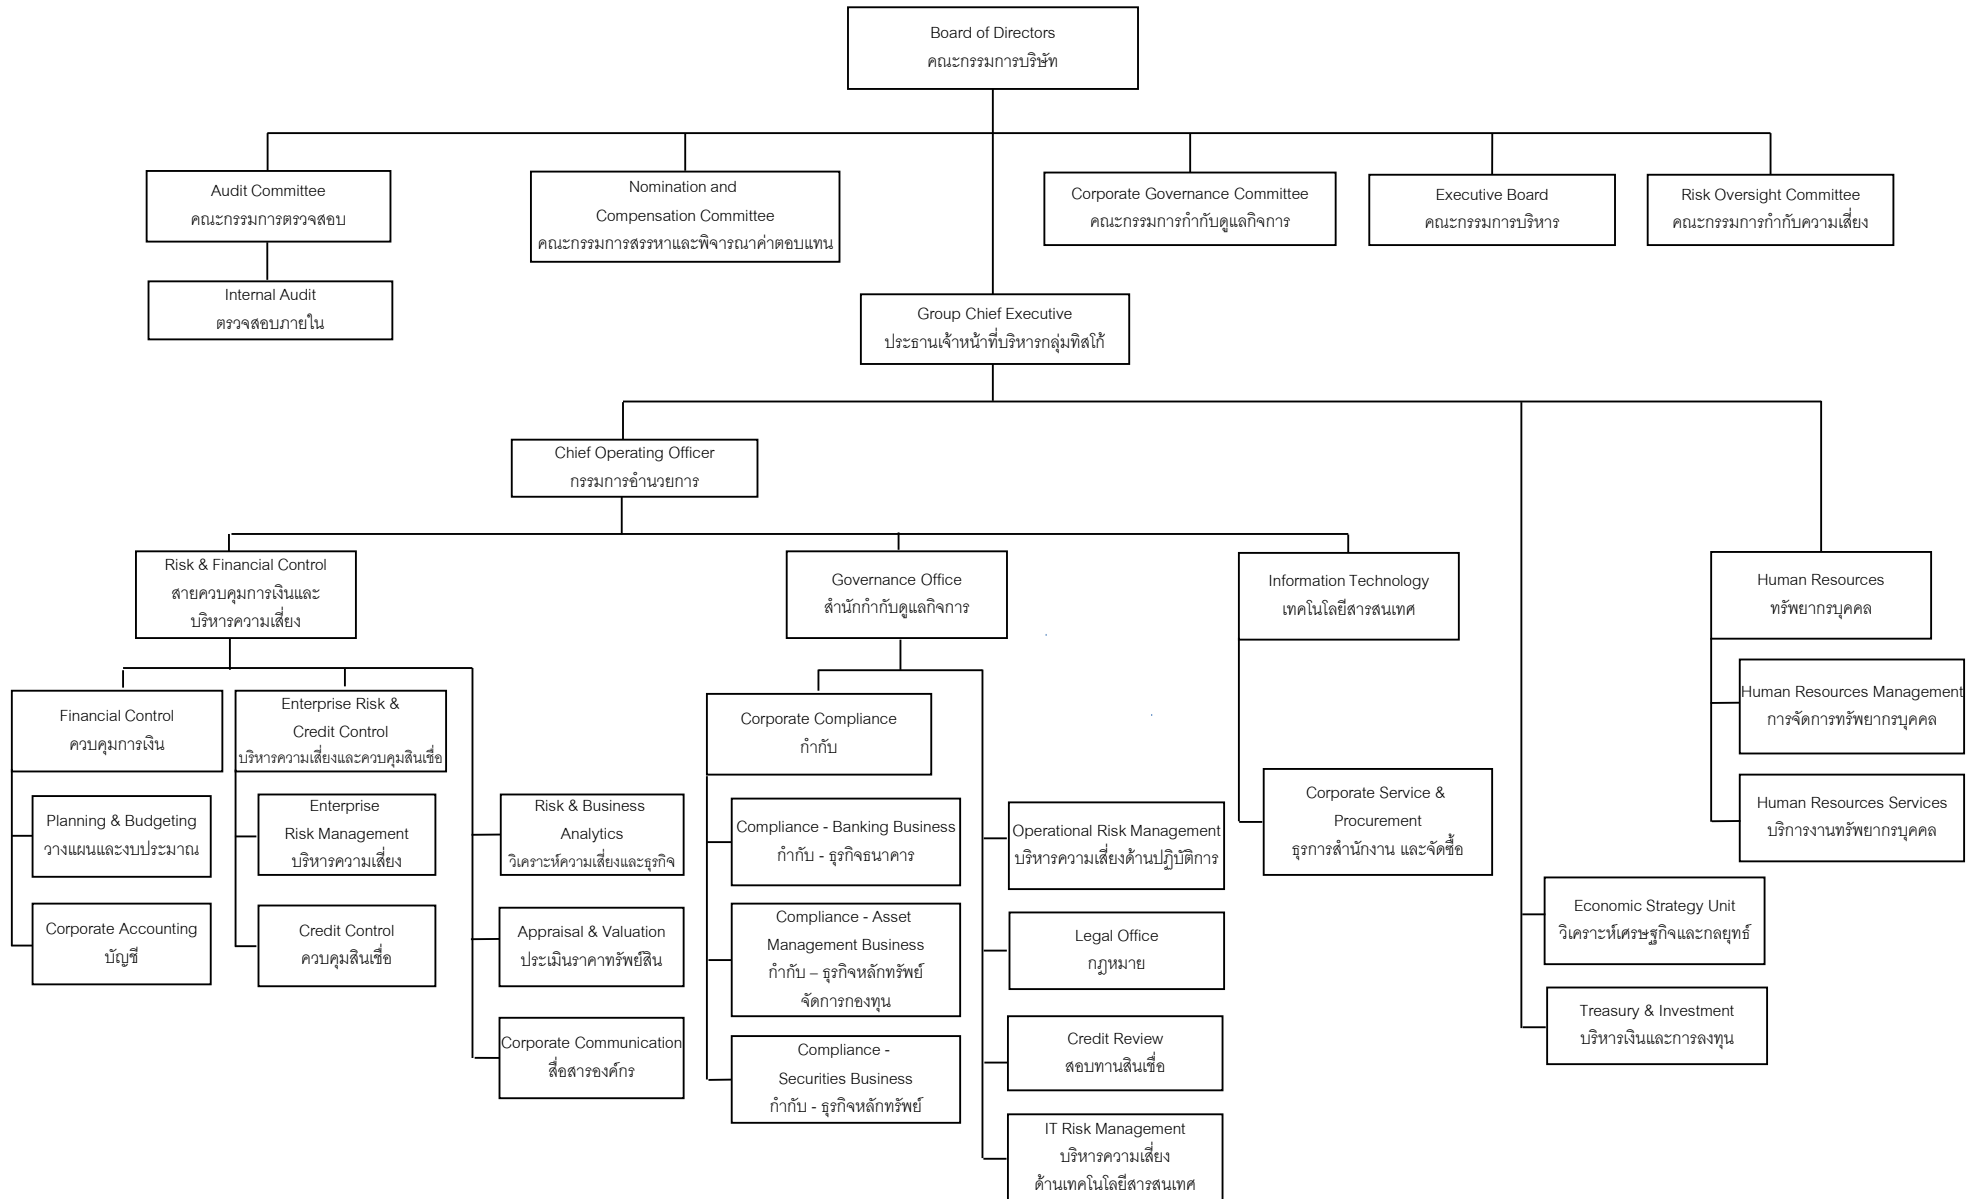 Board of Directors
คณะกรรมการบริษัท
Audit Committee
คณะกรรมการตรวจสอบ
Nomination and
Compensation Committee
คณะกรรมการสรรหาและพิจารณาค่าตอบแทน
Corporate Governance Committee
คณะกรรมการกำกับดูแลกิจการ
Executive Board
คณะกรรมการบริหาร
Risk Oversight Committee
คณะกรรมการกำกับความเสี่ยง
Internal Audit
ตรวจสอบภายใน
Group Chief Executive
ประธานเจ้าหน้าที่บริหารกลุ่มทิสโก้
Chief Operating Officer
กรรมการอำนวยการ
Risk & Financial Control
สายควบคุมการเงินและ
บริหารความเสี่ยง
Governance Office
สำนักกำกับดูแลกิจการ
Information Technology
เทคโนโลยีสารสนเทศ
Human Resources
ทรัพยากรบุคคล
Financial Control
ควบคุมการเงิน
Enterprise Risk &
Credit Control
บริหารความเสี่ยงและควบคุมสินเชื่อ
Corporate Compliance
กำกับ
Human Resources Management
การจัดการทรัพยากรบุคคล
Planning & Budgeting
วางแผนและงบประมาณ
Enterprise
Risk Management
บริหารความเสี่ยง
Risk & Business
Analytics
วิเคราะห์ความเสี่ยงและธุรกิจ
Compliance - Banking Business
กำกับ - ธุรกิจธนาคาร
Operational Risk Management
บริหารความเสี่ยงด้านปฏิบัติการ
Corporate Service &
Procurement
ธุรการสำนักงาน และจัดซื้อ
Human Resources Services
บริการงานทรัพยากรบุคคล
Corporate Accounting
บัญชี
Credit Control
ควบคุมสินเชื่อ
Appraisal & Valuation
ประเมินราคาทรัพย์สิน
Compliance - Asset
Management Business
กำกับ – ธุรกิจหลักทรัพย์
จัดการกองทุน
Legal Office
กฎหมาย
Economic Strategy Unit
วิเคราะห์เศรษฐกิจและกลยุทธ์
Corporate Communication
สื่อสารองค์กร
Compliance -
Securities Business
กำกับ - ธุรกิจหลักทรัพย์
Credit Review
สอบทานสินเชื่อ
Treasury & Investment
บริหารเงินและการลงทุน
IT Risk Management
บริหารความเสี่ยง
ด้านเทคโนโลยีสารสนเทศ